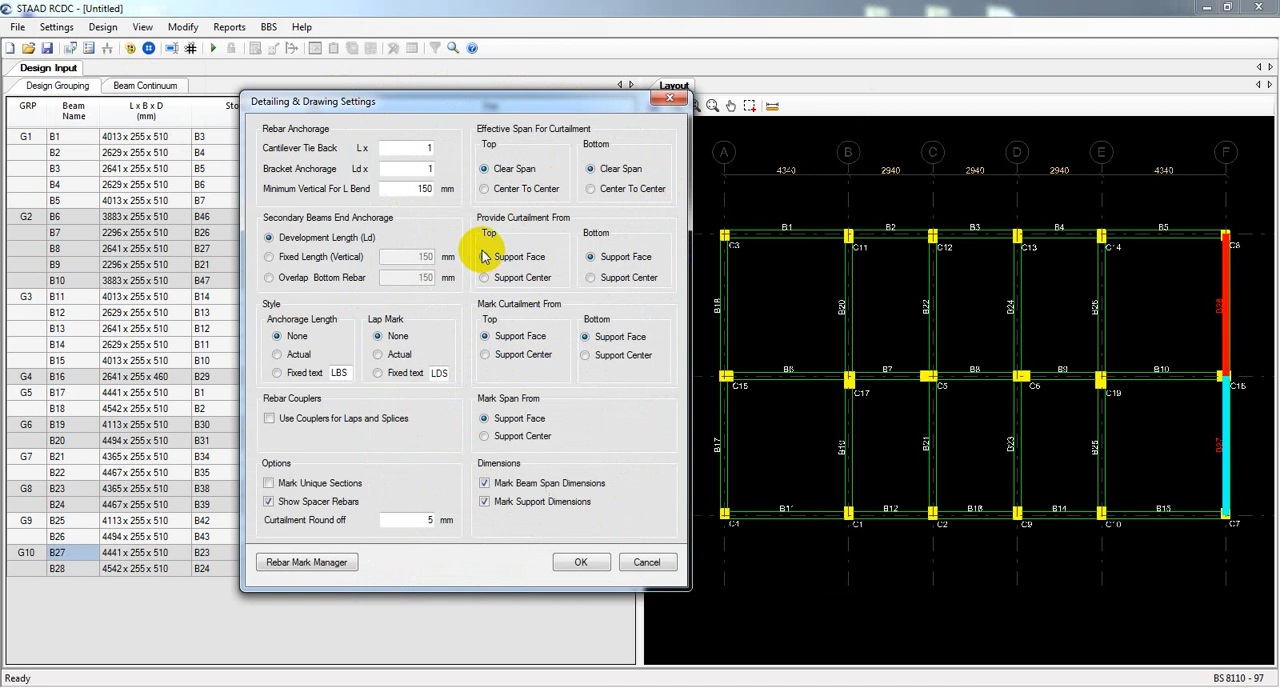 STAAD RCDC - [Untitled]
File Settings Design View Modify Reports BBS Help
Design Input
Design Grouping Beam Continuum
GRP Beam Name L x B x D (mm)
G1 B1 4013 x 255 x 510 B3
B2 2629 x 255 x 510 B4
B3 2641 x 255 x 510 B5
B4 2629 x 255 x 510 B6
B5 4013 x 255 x 510 B7
G2 B6 3883 x 255 x 510 B46
B7 2296 x 255 x 510 B26
B8 2641 x 255 x 510 B27
B9 2296 x 255 x 510 B21
B10 3883 x 255 x 510 B47
G3 B11 4013 x 255 x 510 B14
B12 2629 x 255 x 510 B13
B13 2641 x 255 x 510 B12
B14 2629 x 255 x 510 B11
B15 4013 x 255 x 510 B10
G4 B16 2641 x 255 x 460 B29
G5 B17 4441 x 255 x 510 B1
B18 4542 x 255 x 510 B2
G6 B19 4113 x 255 x 510 B30
B20 4494 x 255 x 510 B31
G7 B21 4365 x 255 x 510 B34
B22 4467 x 255 x 510 B35
G8 B23 4365 x 255 x 510 B38
B24 4467 x 255 x 510 B39
G9 B25 4113 x 255 x 510 B42
B26 4494 x 255 x 510 B43
G10 B27 4441 x 255 x 510 B23
B28 4542 x 255 x 510 B24
Detailing & Drawing Settings
Rebar Anchorage
Cantilever Tie Back L x 1
Bracket Anchorage Ld x 1
Minimum Vertical For L Bend 150 mm
Secondary Beams End Anchorage
Development Length (Ld)
Fixed Length (Vertical) 150 mm
Overlap Bottom Rebar 150 mm
Style
Anchorage Length Lap Mark
None None
Actual Actual
Fixed text LBS Fixed text LDS
Rebar Couplers
Use Couplers for Laps and Splices
Options
Mark Unique Sections
Show Spacer Rebars
Curtailment Round off 5 mm
Effective Span For Curtailment
Top Bottom
Clear Span Clear Span
Center To Center Center To Center
Provide Curtailment From
Top Bottom
Support Face Support Face
Support Center Support Center
Mark Curtailment From
Top Bottom
Support Face Support Face
Support Center Support Center
Mark Span From
Support Face
Support Center
Dimensions
Mark Beam Span Dimensions
Mark Support Dimensions
Rebar Mark Manager OK Cancel
Layout
A B C D E F
4340 2940 2940 2940 4340
B1 B2 B3 B4 B5
C3 C11 C12 C13 C14 C8
B18 B20 B22 D24 B26
B6 B7 B8 B9 B10
C15 C17 C5 C6 C19 C16
B17 B19 B21 D23 B25
B11 B12 B13 B14 B15
C4 C1 C2 C9 C10 C7
Ready BS 8110 - 97